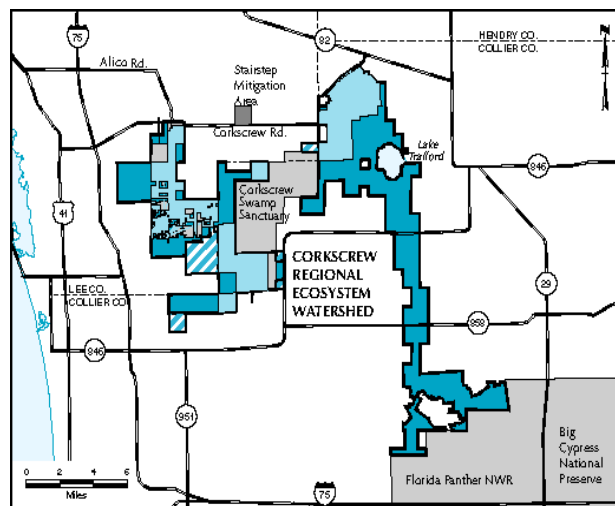 75
82
HENDRY CO.
COLLIER CO.
N
Alico Rd.
Stairstep
Mitigation
Area
Corkscrew Rd.
Lake
Trafford
846
41
Corkscrew
Swamp
Sanctuary
CORKSCREW
REGIONAL
ECOSYSTEM
WATERSHED
29
LEE CO.
COLLIER CO.
858
846
951
Big
Cypress
National
Preserve
0 2 4 6
Miles
Florida Panther NWR
75